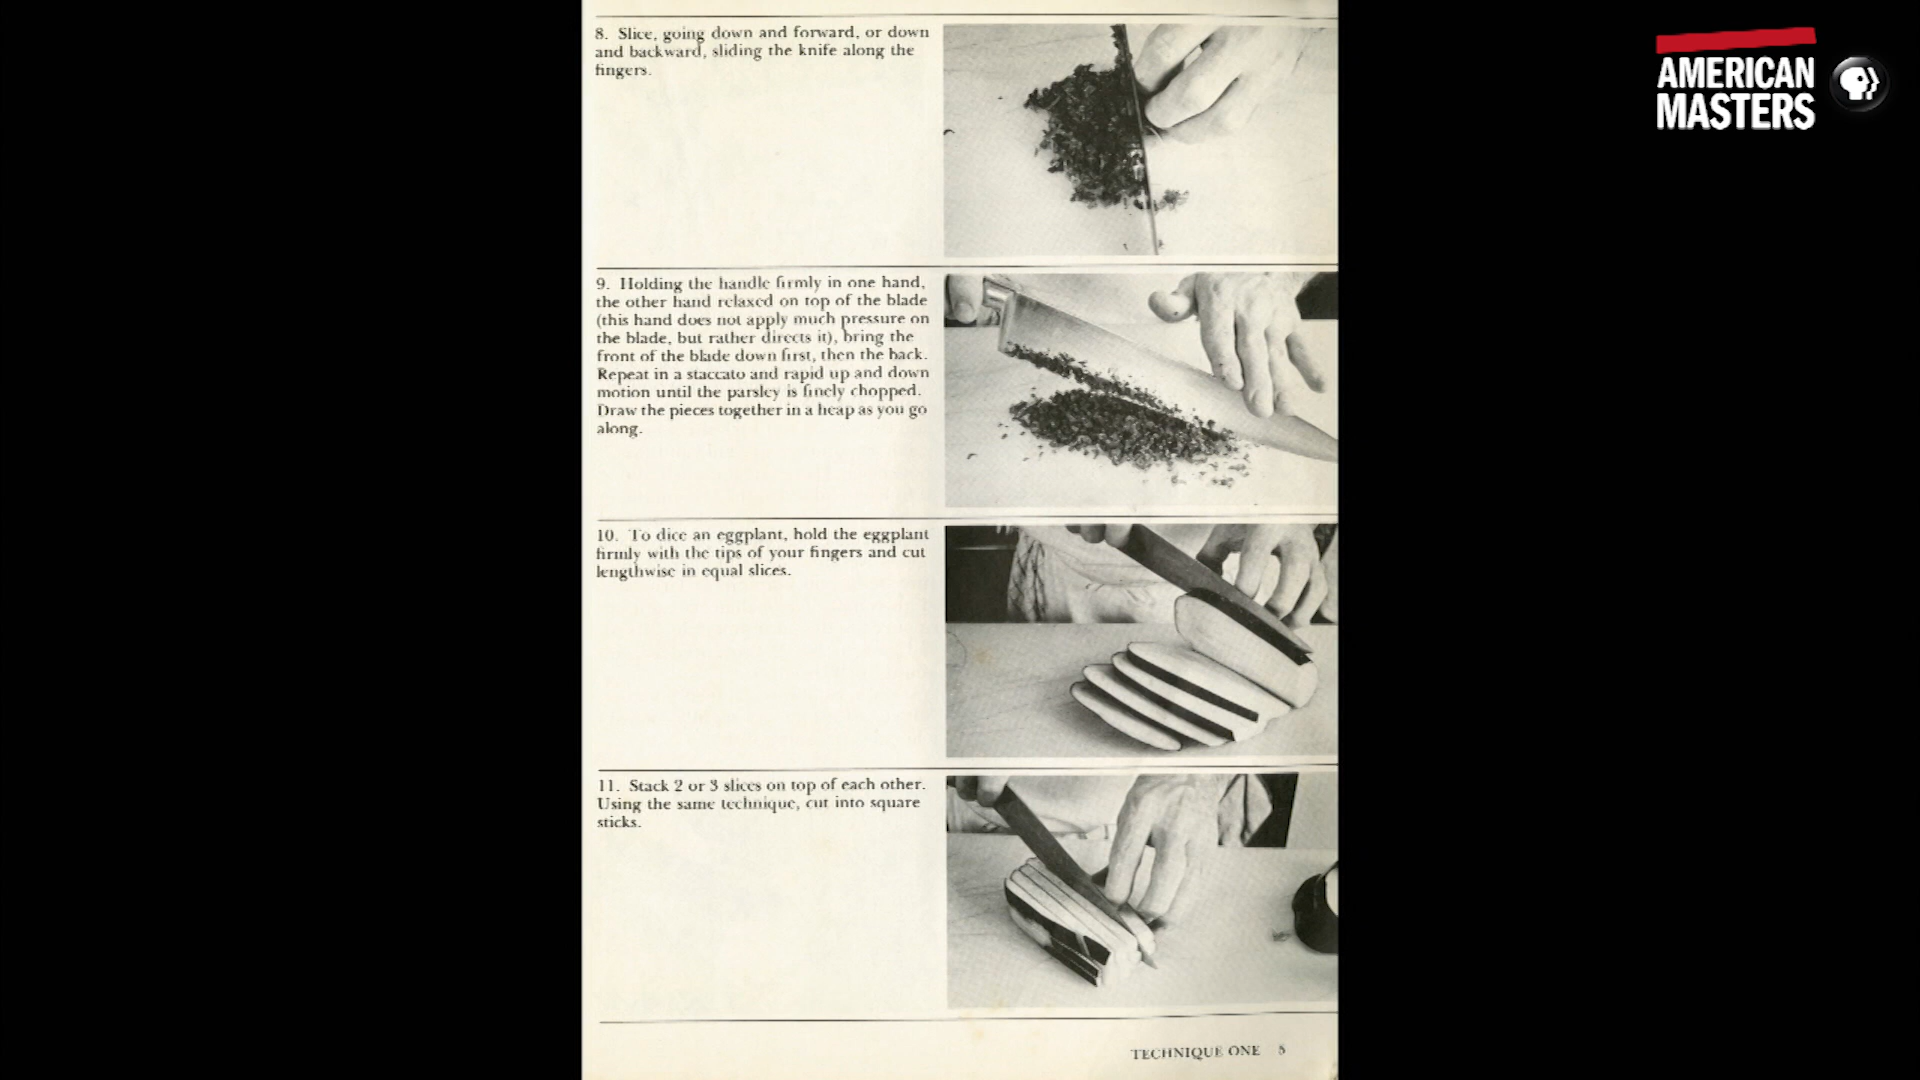 8. Slice, going down and forward, or down
and backward, sliding the knife along the
fingers.
9. Holding the handle firmly in one hand,
the other hand relaxed on top of the blade
(this hand does not apply much pressure on
the blade, but rather directs it), bring the
front of the blade down first, then the back.
Repeat in a staccato and rapid up and down
motion until the parsley is finely chopped.
Draw the pieces together in a heap as you go
along.
10. To dice an eggplant, hold the eggplant
firmly with the tips of your fingers and cut
lengthwise in equal slices.
11. Stack 2 or 3 slices on top of each other.
Using the same technique, cut into square
sticks.
TECHNIQUE ONE
AMERICAN
MASTERS